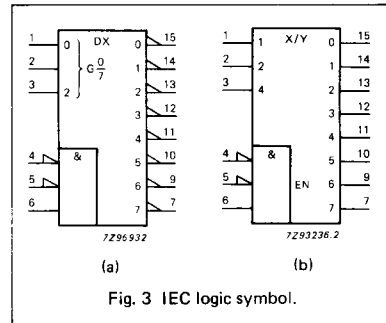 DX
1 0 15
2 G 0/7 1 14
3 2 2 13
3 12
4 11
4 & 5 10
5 6 9
6 7 7
7Z96932
(a)
X/Y
1 1 0 15
2 2 1 14
3 4 2 13
3 12
4 11
4 & 5 10
5 EN 6 9
6 7 7
7Z93236.2
(b)
Fig. 3 IEC logic symbol.